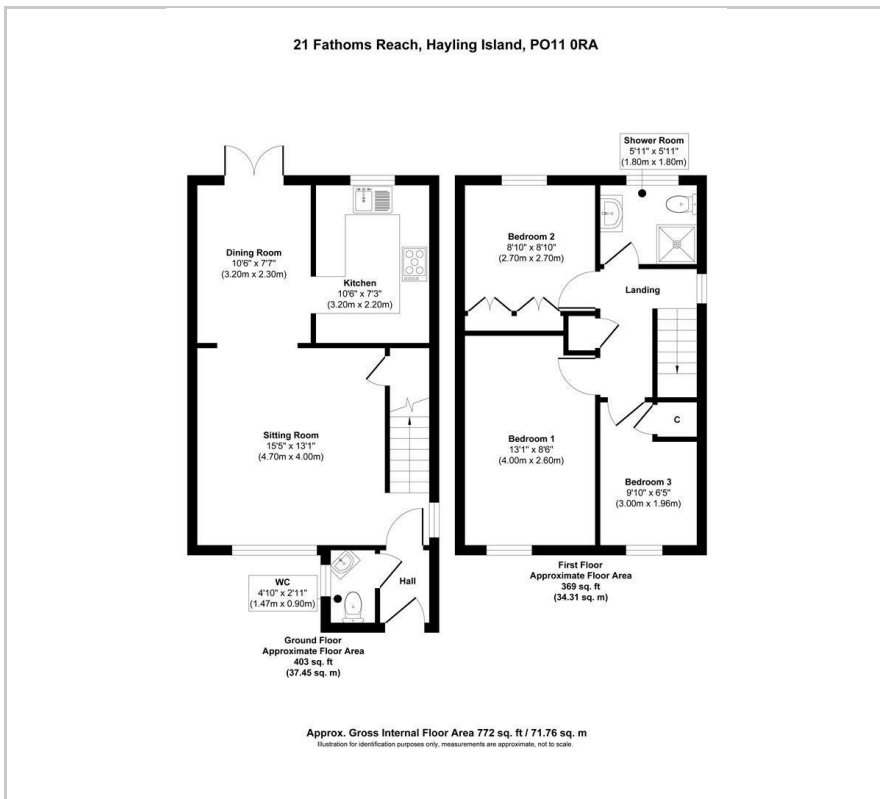 21 Fathoms Reach, Hayling Island, PO11 0RA
Dining Room
10'6" x 7'7"
(3.20m x 2.30m)
Kitchen
10'6" x 7'3"
(3.20m x 2.20m)
Sitting Room
15'5" x 13'1"
(4.70m x 4.00m)
WC
4'10" x 2'11"
(1.47m x 0.90m)
Hall
Ground Floor
Approximate Floor Area
403 sq. ft
(37.45 sq. m)
Shower Room
5'11" x 5'11"
(1.80m x 1.80m)
Bedroom 2
8'10" x 8'10"
(2.70m x 2.70m)
Landing
Bedroom 1
13'1" x 8'6"
(4.00m x 2.60m)
C
Bedroom 3
9'10" x 6'5"
(3.00m x 1.96m)
First Floor
Approximate Floor Area
369 sq. ft
(34.31 sq. m)
Approx. Gross Internal Floor Area 772 sq. ft / 71.76 sq. m
Illustration for identification purposes only, measurements are approximate, not to scale.